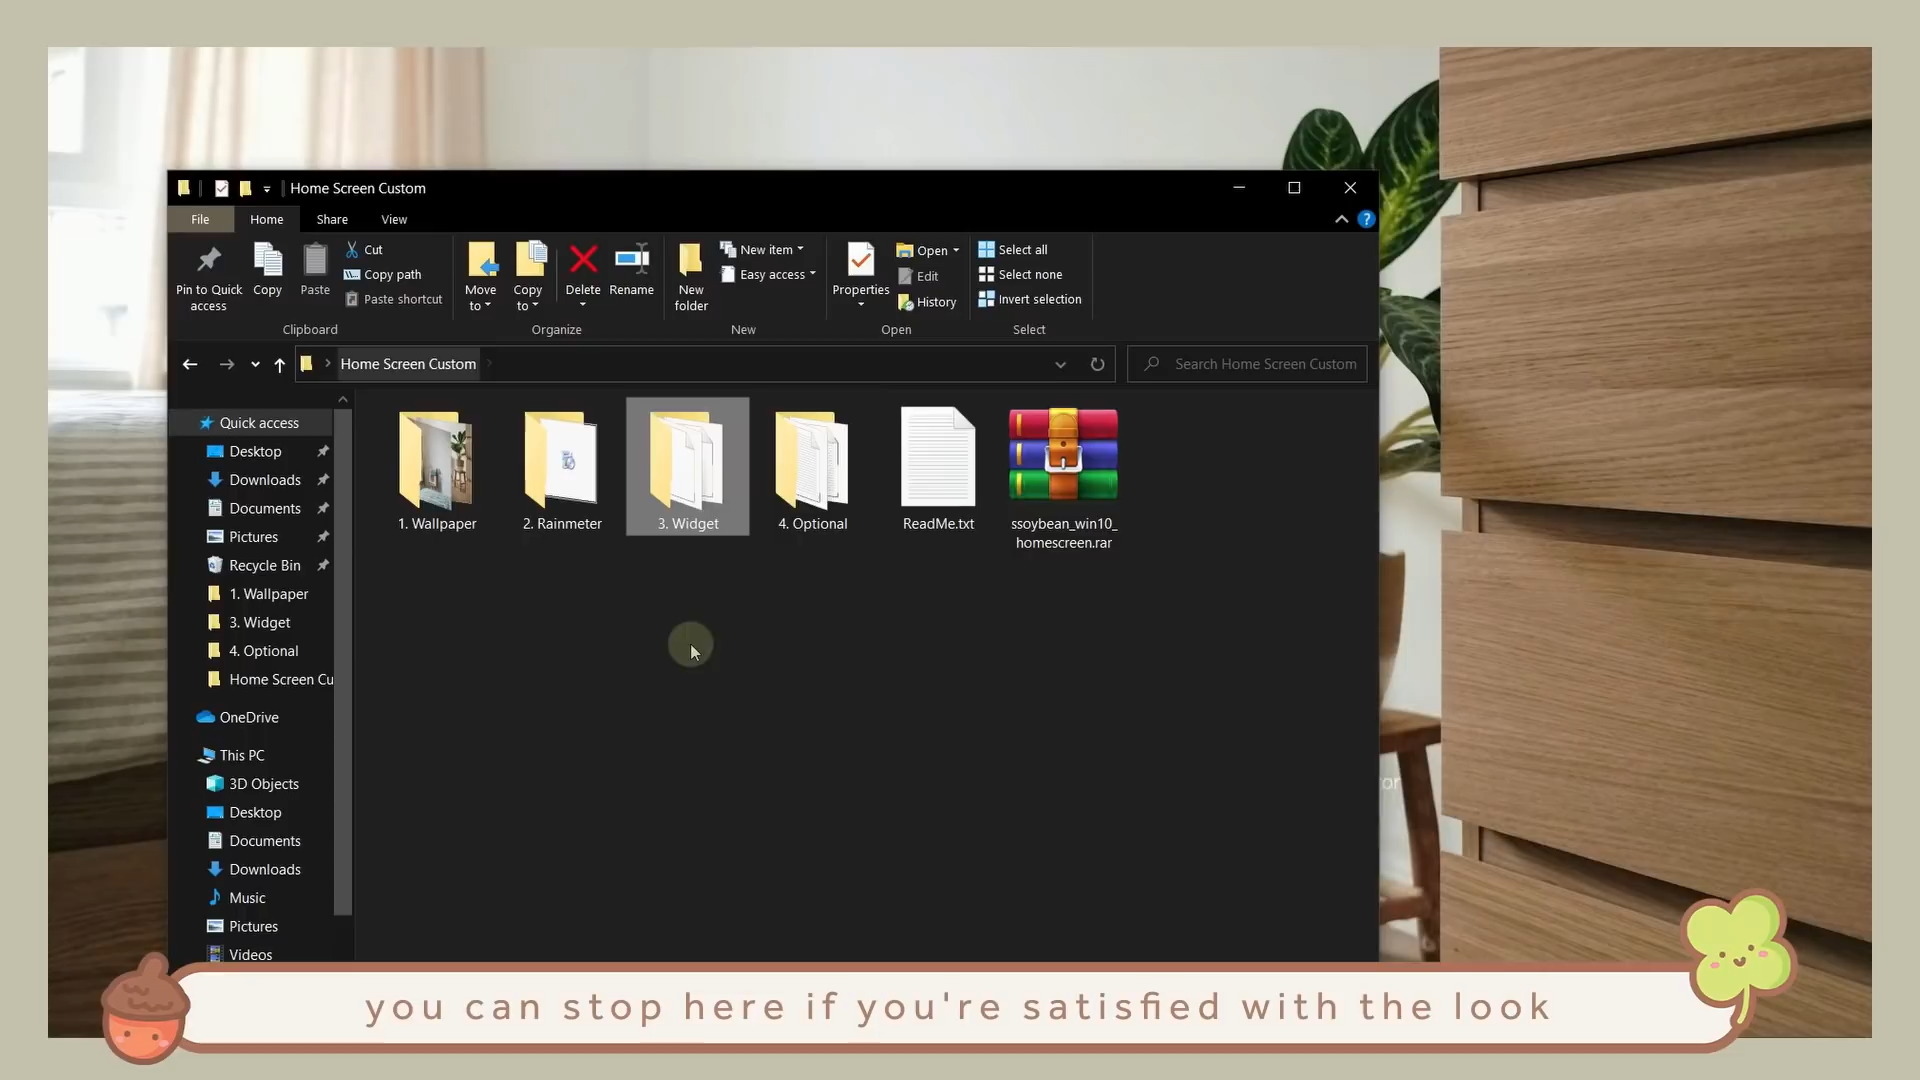 Home Screen Custom
File
Home
Share
View
Pin to Quick
access
Copy
Paste
Cut
Copy path
Paste shortcut
Clipboard
Move
to
Copy
to
Delete
Rename
Organize
New
folder
New item
Easy access
New
Properties
Open
Edit
History
Open
Select all
Select none
Invert selection
Select
Home Screen Custom
Search Home Screen Custom
Quick access
Desktop
Downloads
Documents
Pictures
Recycle Bin
1. Wallpaper
3. Widget
4. Optional
Home Screen Cu
OneDrive
This PC
3D Objects
Desktop
Documents
Downloads
Music
Pictures
Videos
1. Wallpaper
2. Rainmeter
3. Widget
4. Optional
ReadMe.txt
ssoybean_win10_
homescreen.rar
you can stop here if you're satisfied with the look